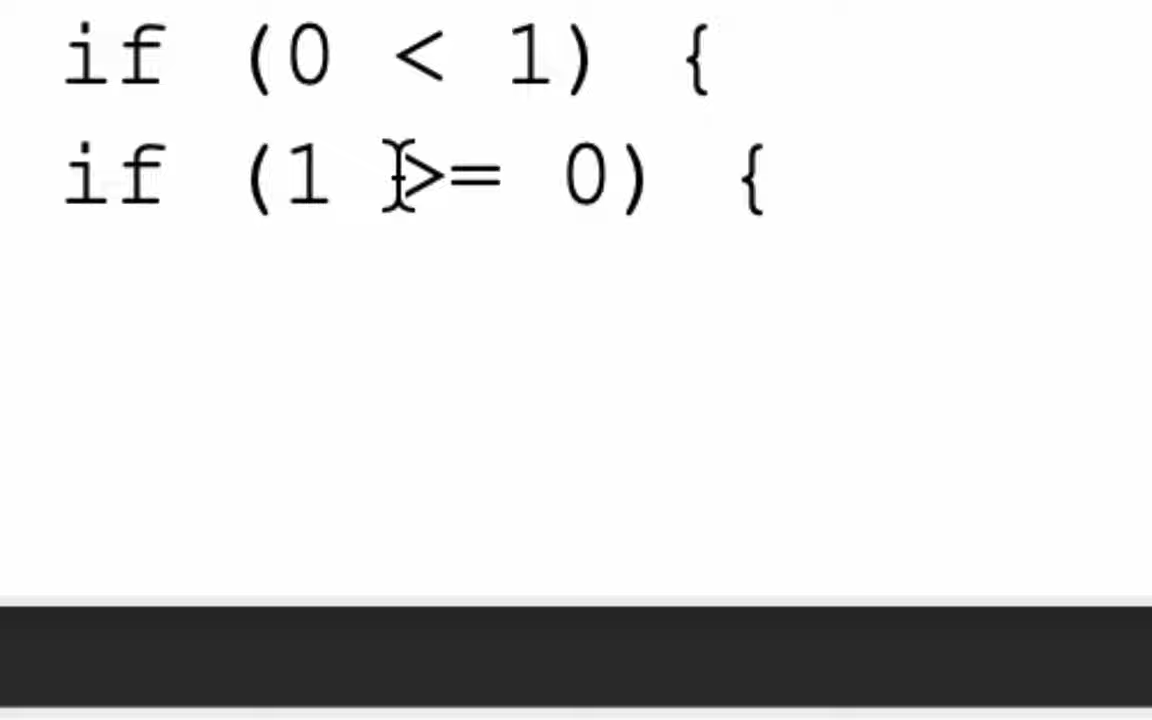 if (0 < 1) {
if (1 >= 0) {